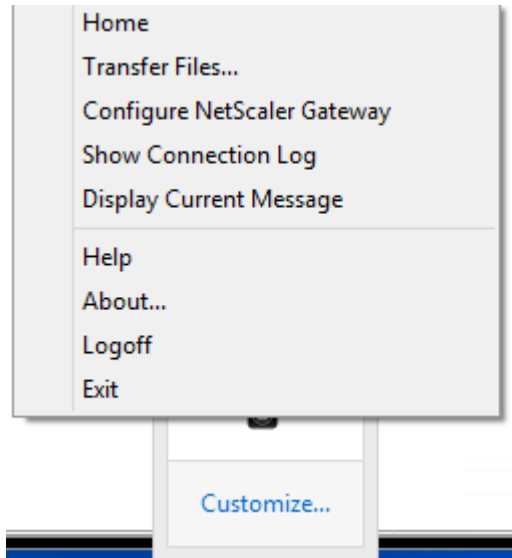 Home
Transfer Files...
Configure NetScaler Gateway
Show Connection Log
Display Current Message
Help
About...
Logoff
Exit
Customize...